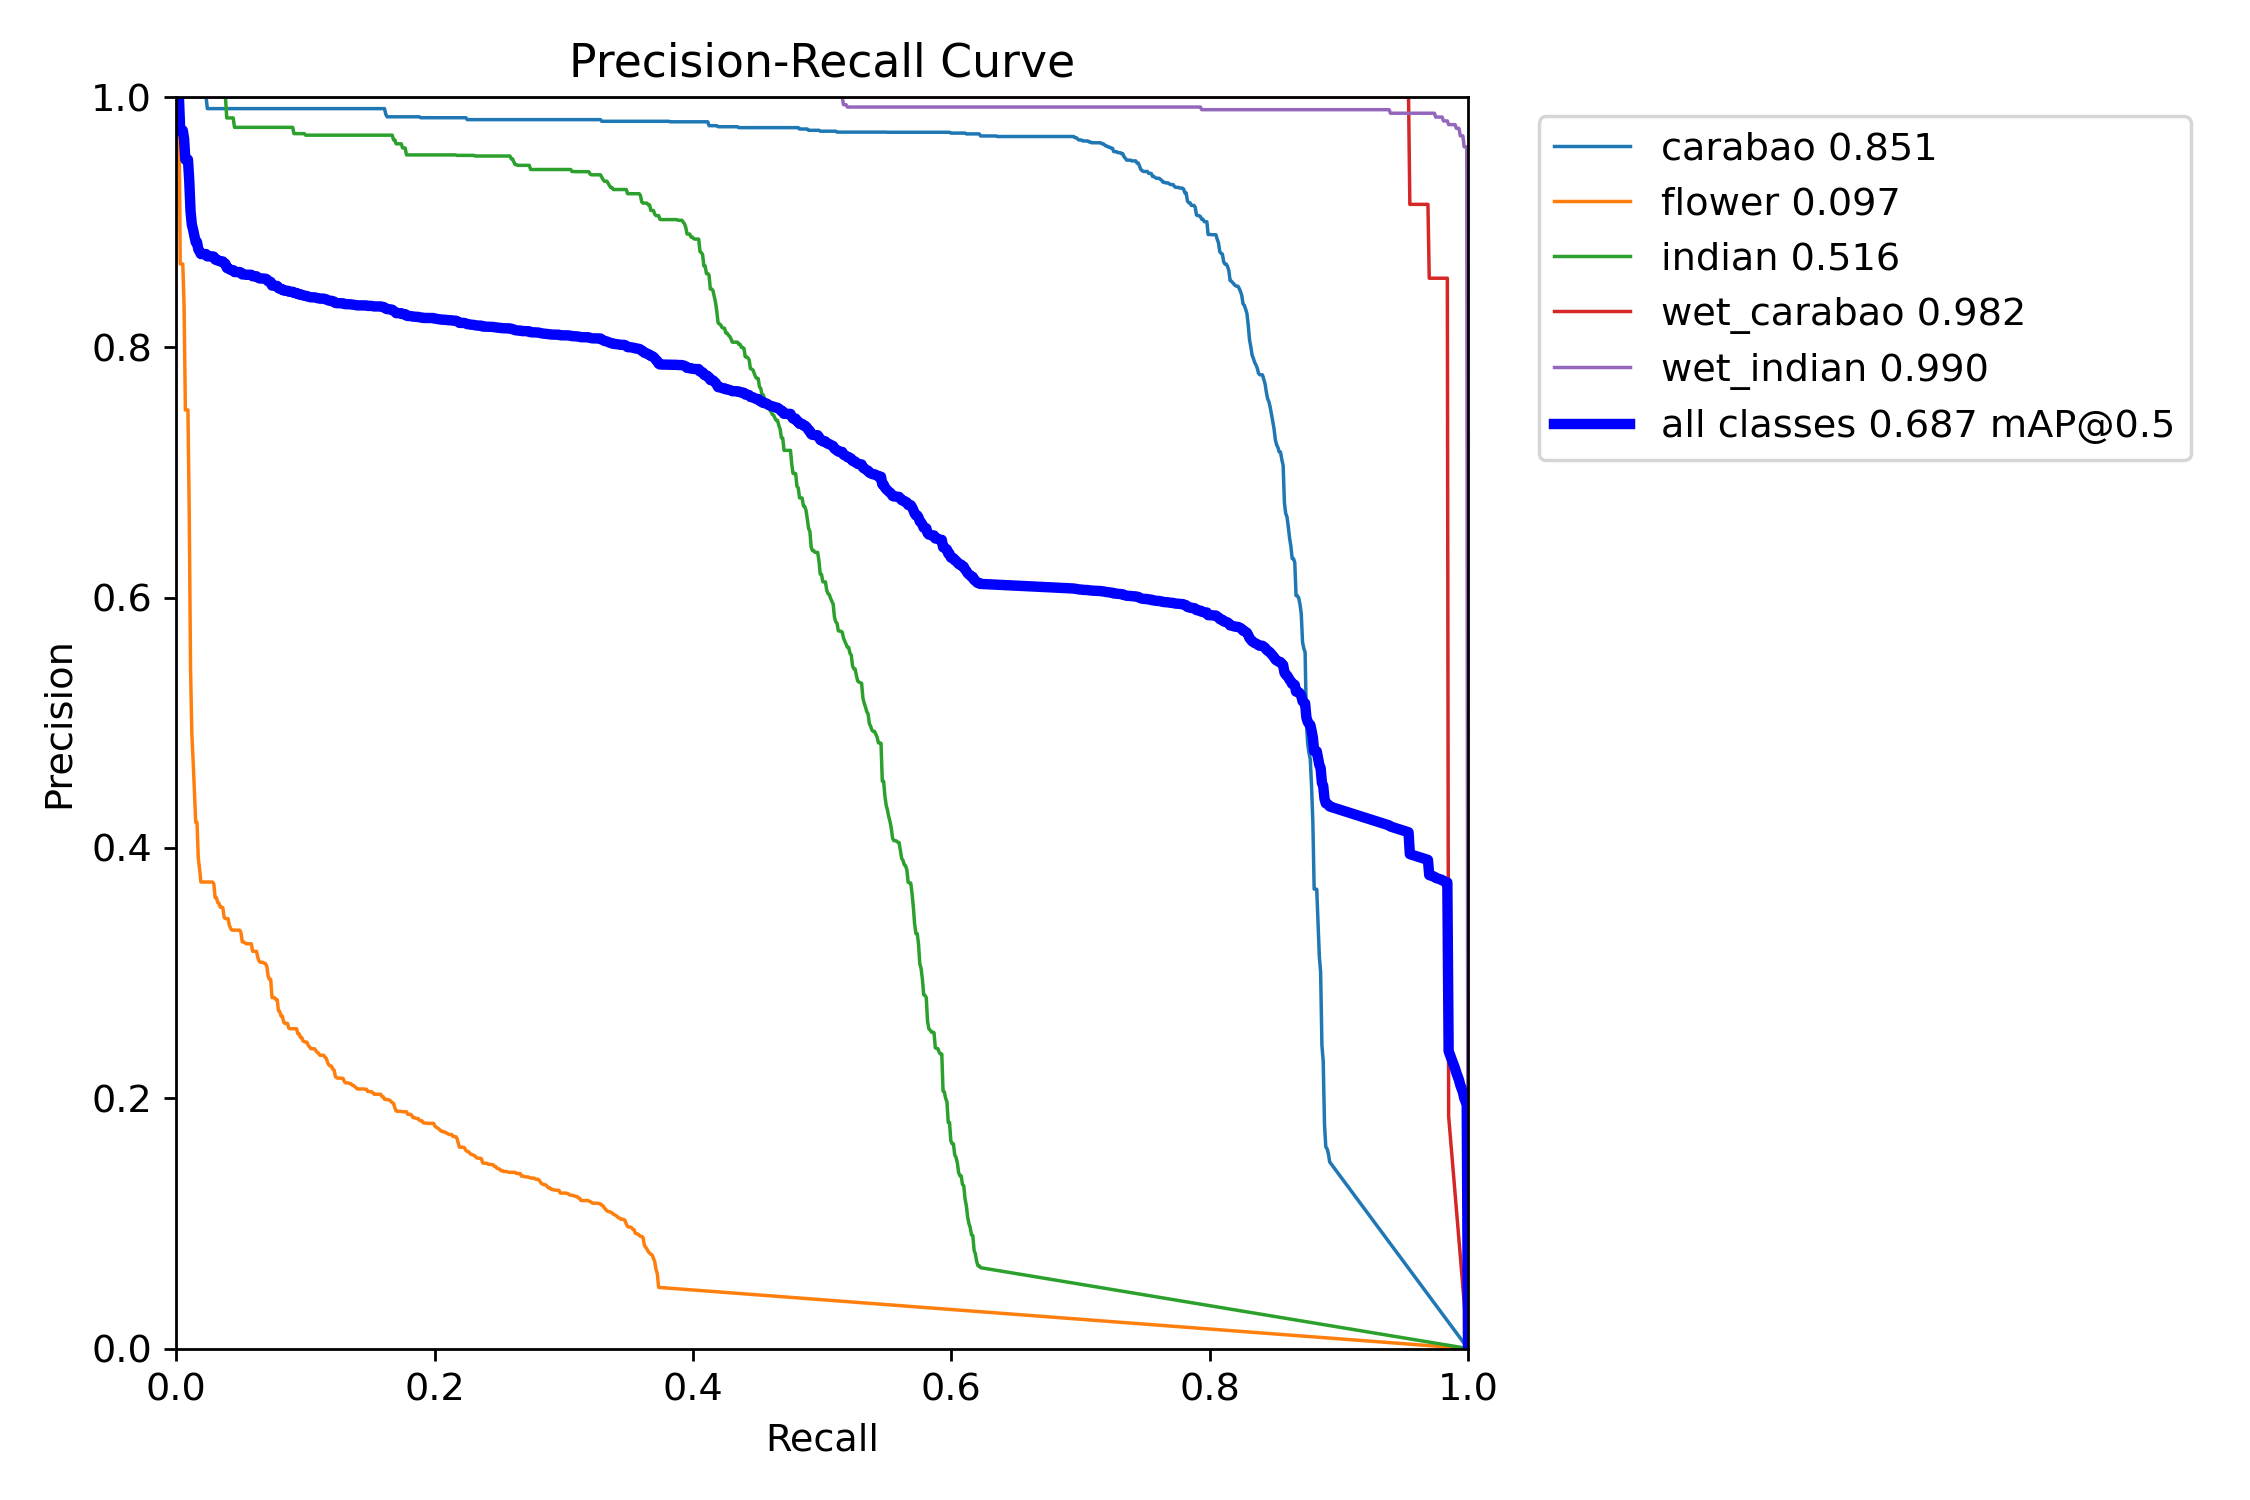 Precision-Recall Curve
1.0
0.8
0.6
0.4
0.2
0.0
Precision
0.0 0.2 0.4 0.6 0.8 1.0
Recall
carabao 0.851
flower 0.097
indian 0.516
wet_carabao 0.982
wet_indian 0.990
all classes 0.687 mAP@0.5